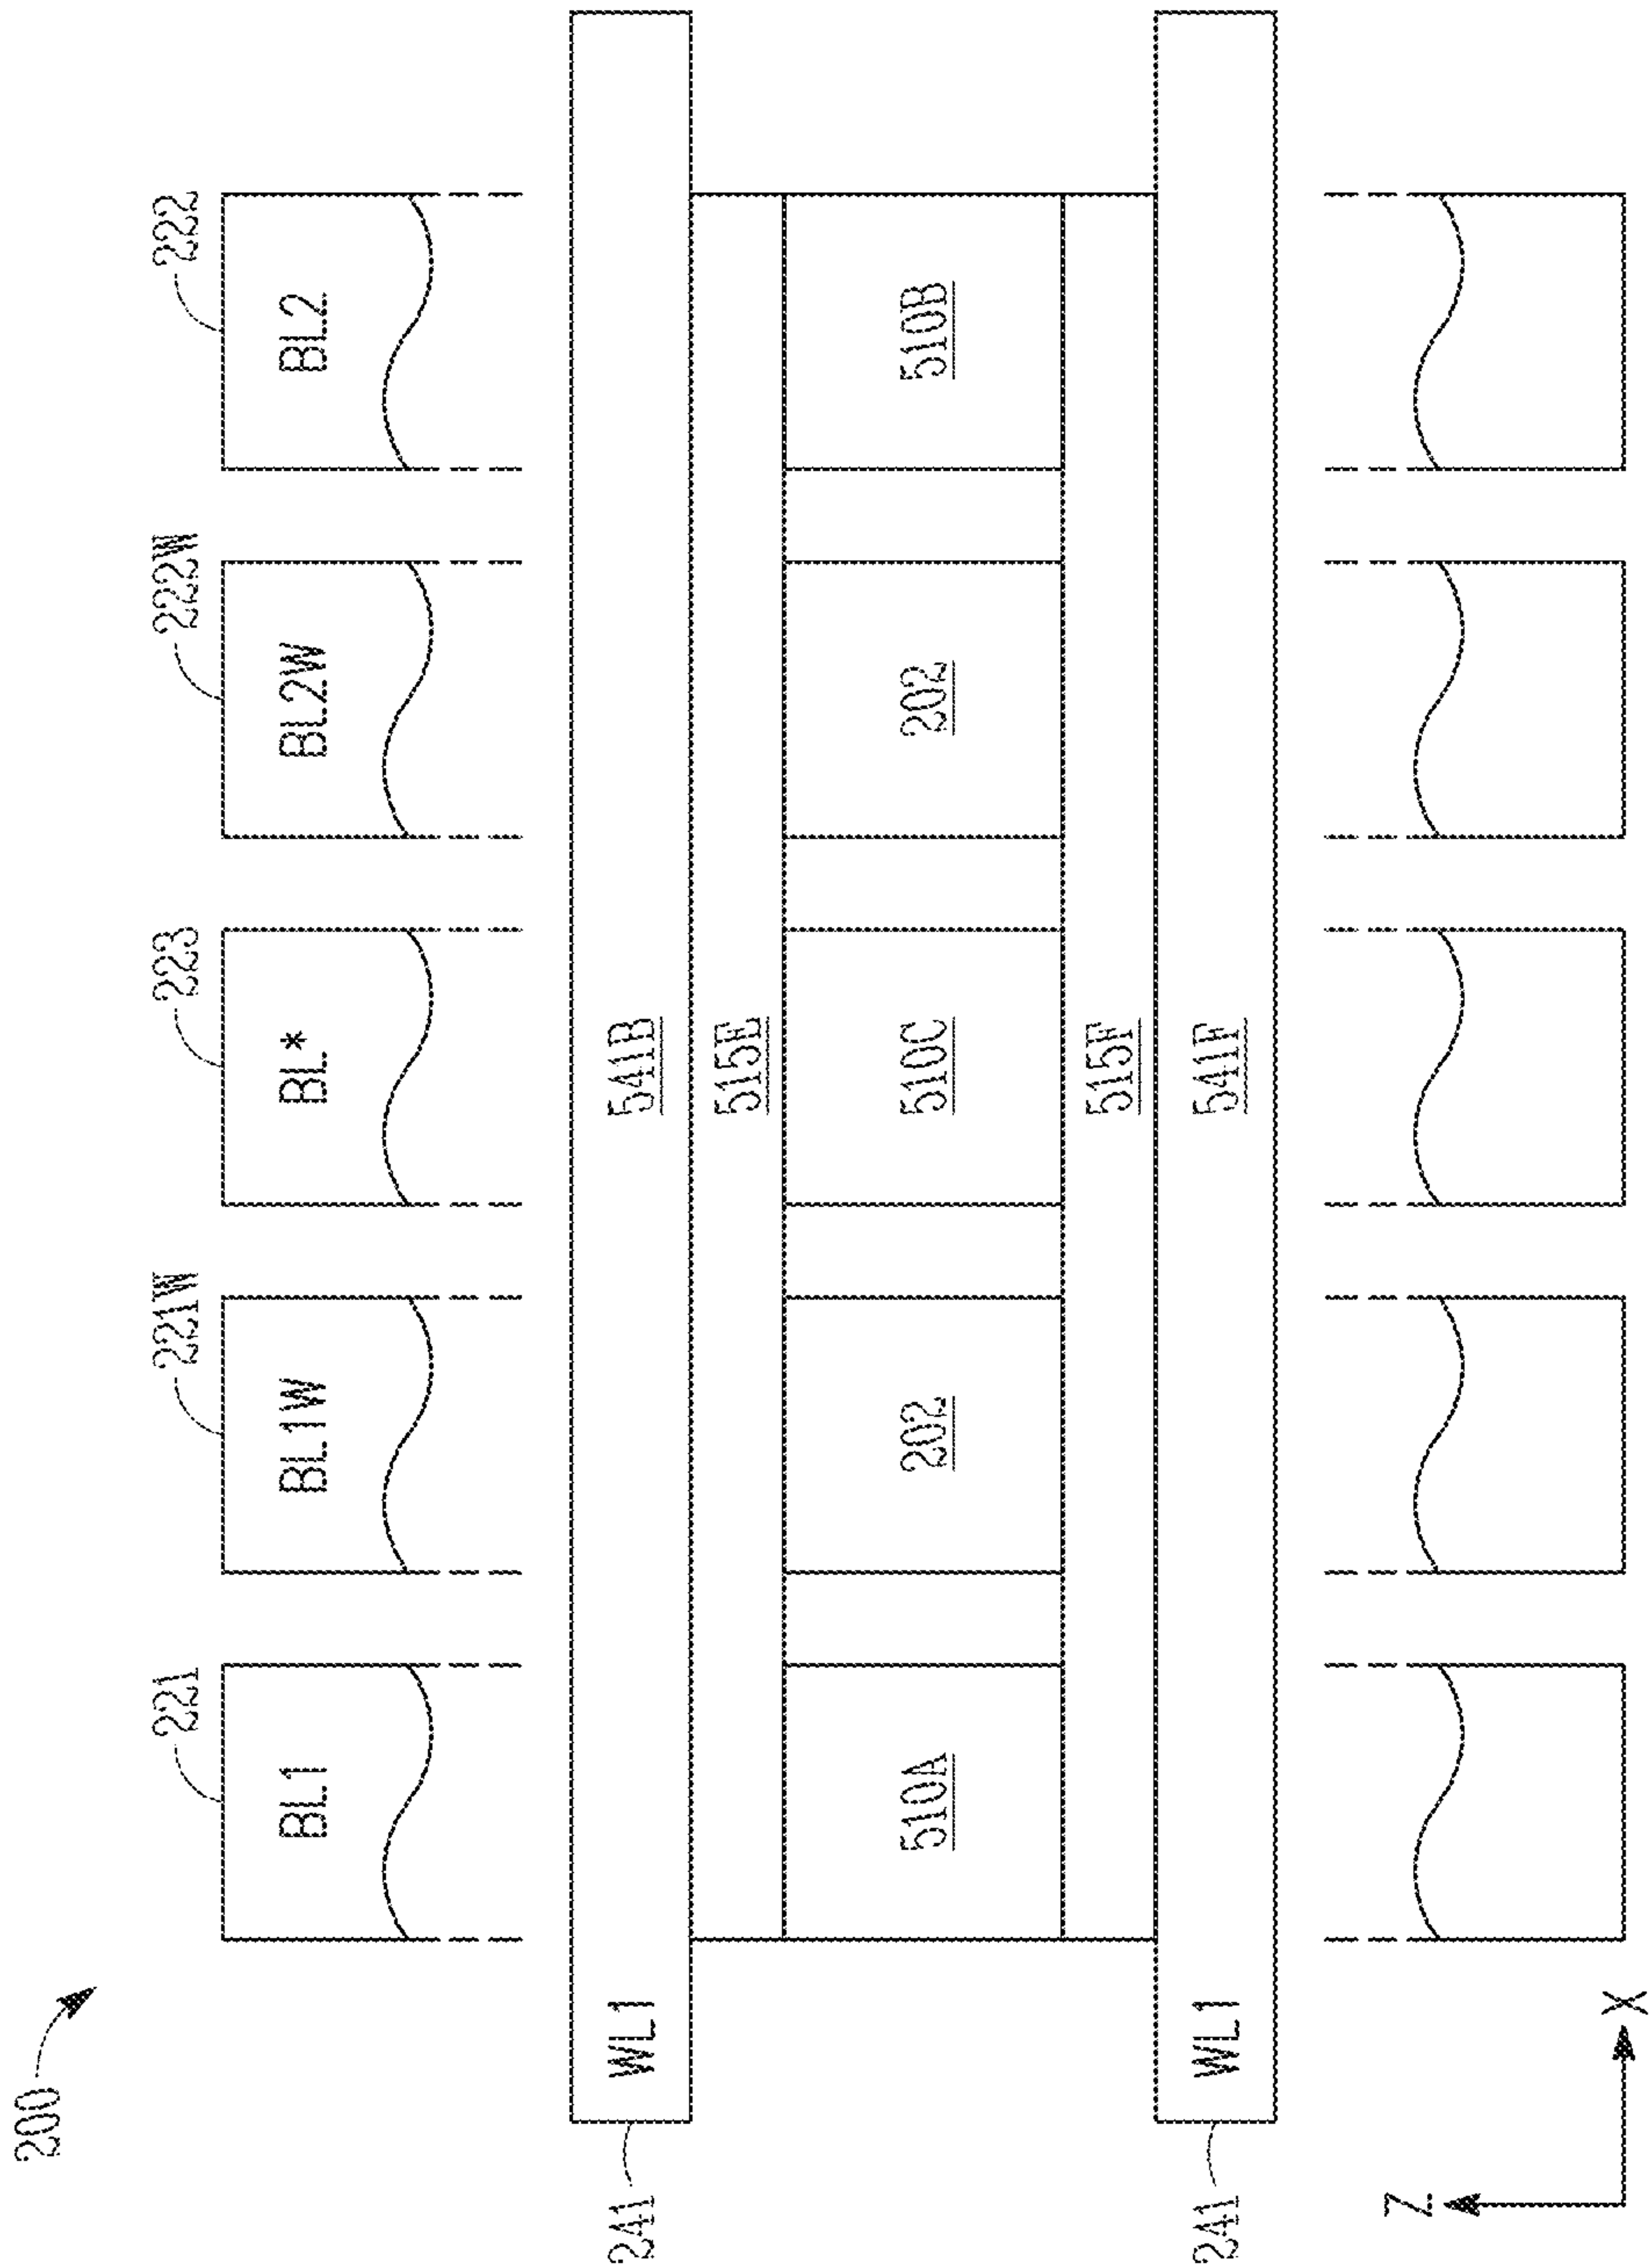 200
221 221W 223 222W 222
BL1 BL1W BL* BL2W BL2
241 WL1 541B
515E
510A 202 510C 202 510B
515F
241 WL1 541F
Z
X